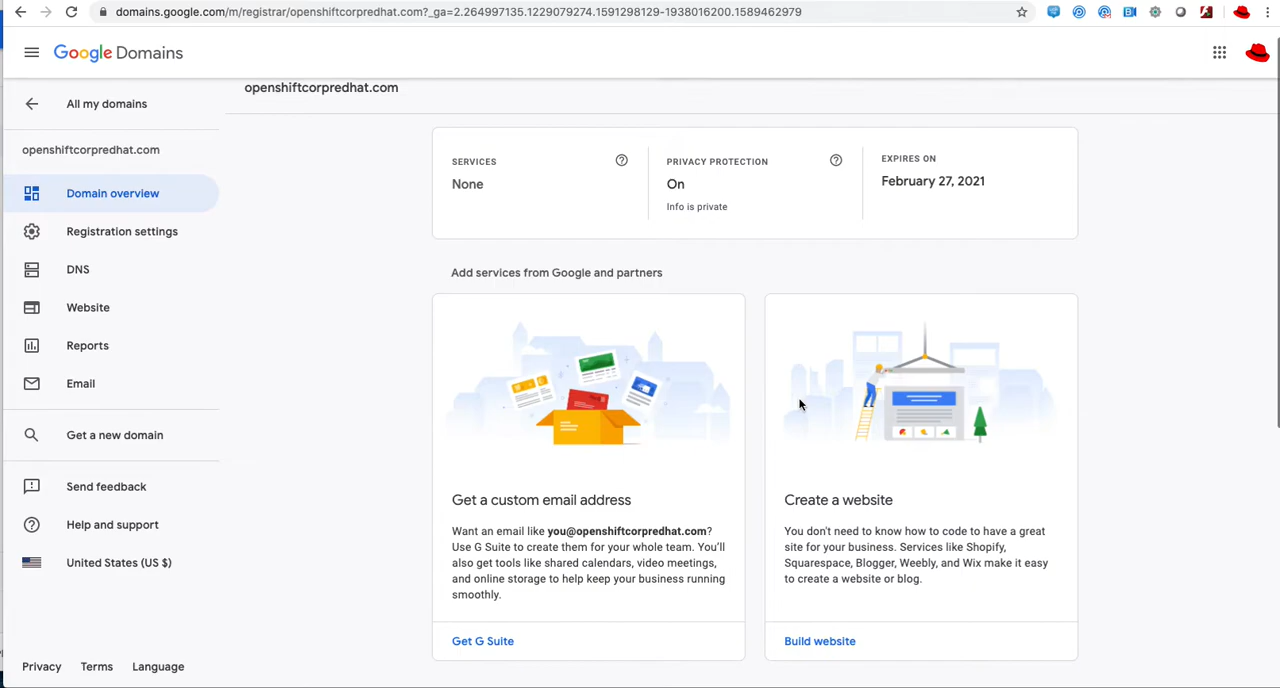 domains.google.com/m/registrar/openshiftcorpredhat.com?_ga=2.264997135.1229079274.1591298129-1938016200.1589462979
Google Domains
All my domains
openshiftcorpredhat.com
Domain overview
Registration settings
DNS
Website
Reports
Email
Get a new domain
Send feedback
Help and support
United States (US $)
Privacy Terms Language
openshiftcorpredhat.com
SERVICES
None
PRIVACY PROTECTION
On
Info is private
EXPIRES ON
February 27, 2021
Add services from Google and partners
Get a custom email address
Want an email like you@openshiftcorpredhat.com?
Use G Suite to create them for your whole team. You'll
also get tools like shared calendars, video meetings,
and online storage to help keep your business running
smoothly.
Get G Suite
Create a website
You don't need to know how to code to have a great
site for your business. Services like Shopify,
Squarespace, Blogger, Weebly, and Wix make it easy
to create a website or blog.
Build website